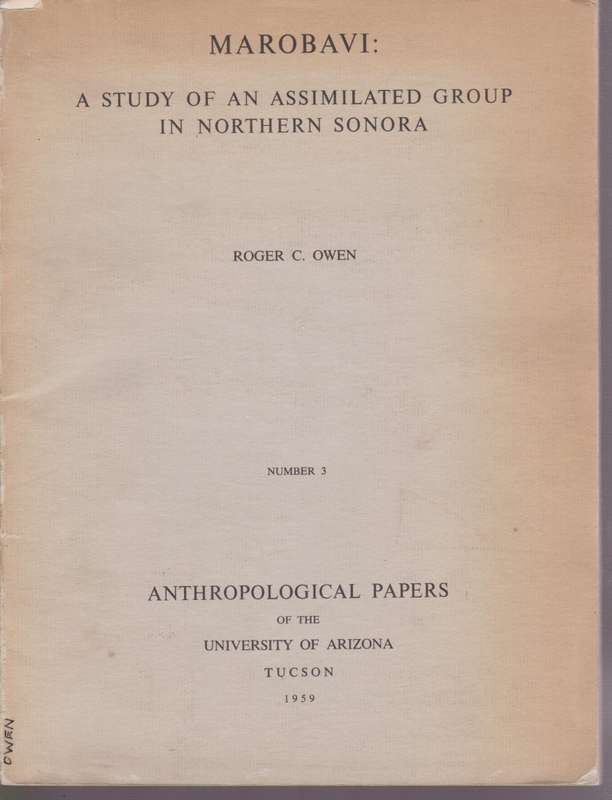 MAROBAVI:
A STUDY OF AN ASSIMILATED GROUP
IN NORTHERN SONORA
ROGER C. OWEN
NUMBER 3
ANTHROPOLOGICAL PAPERS
OF THE
UNIVERSITY OF ARIZONA
TUCSON
1959
OWEN